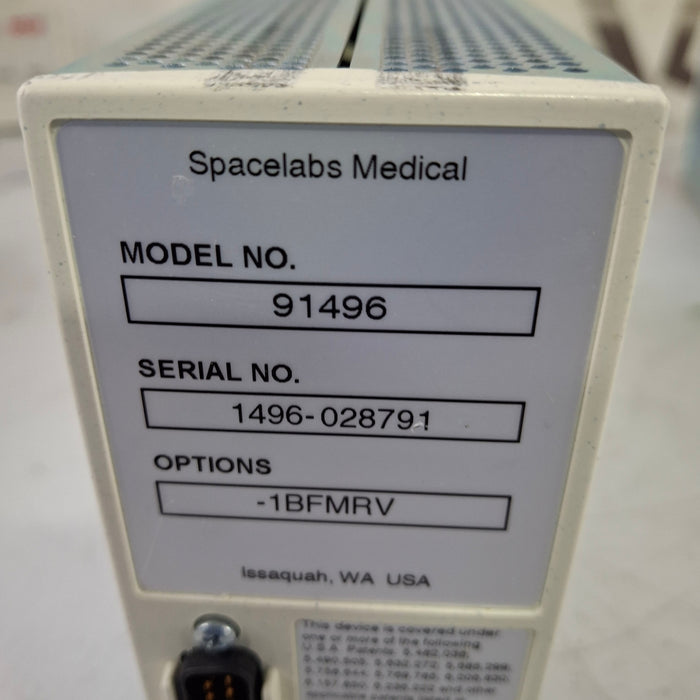 Spacelabs Medical
MODEL NO.
91496
SERIAL NO.
1496-028791
OPTIONS
-1BFMRV
Issaquah, WA USA
This device is covered under
one or more of the following
U.S.A. Patents: